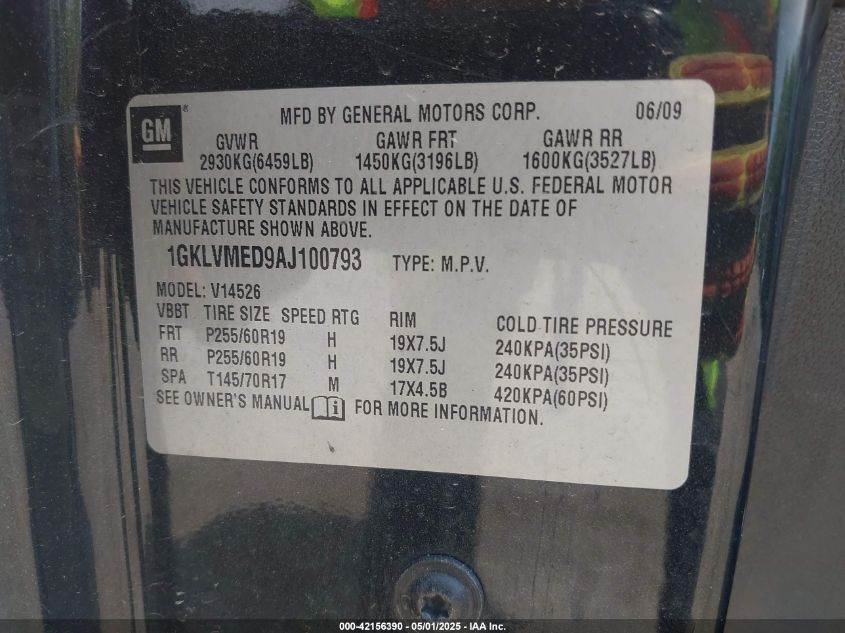 GM®
MFD BY GENERAL MOTORS CORP. 06/09
GVWR GAWR FRT GAWR RR
2930KG(6459LB) 1450KG(3196LB) 1600KG(3527LB)
THIS VEHICLE CONFORMS TO ALL APPLICABLE U.S. FEDERAL MOTOR
VEHICLE SAFETY STANDARDS IN EFFECT ON THE DATE OF
MANUFACTURE SHOWN ABOVE.
1GKLVMED9AJ100793 TYPE: M.P.V.
MODEL: V14526
VBBT TIRE SIZE SPEED RTG RIM COLD TIRE PRESSURE
FRT P255/60R19 H 19X7.5J 240KPA(35PSI)
RR P255/60R19 H 19X7.5J 240KPA(35PSI)
SPA T145/70R17 M 17X4.5B 420KPA(60PSI)
SEE OWNER'S MANUAL i FOR MORE INFORMATION.
000-42156390 - 05/01/2025 - IAA Inc.